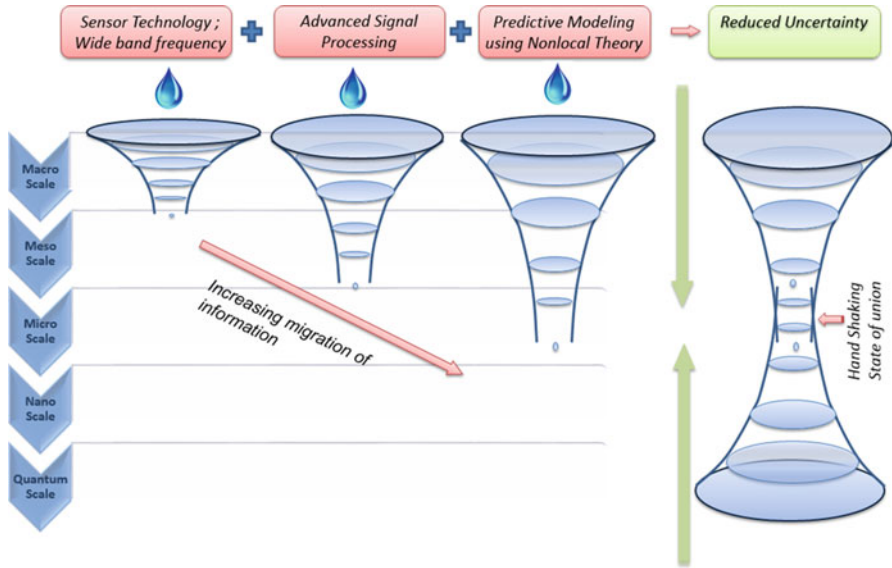 Sensor Technology ;
Wide band frequency
Advanced Signal
Processing
Predictive Modeling
using Nonlocal Theory
Reduced Uncertainty
Macro
Scale
Meso
Scale
Micro
Scale
Nano
Scale
Quantum
Scale
Increasing migration of
information
Hand Shaking
State of union